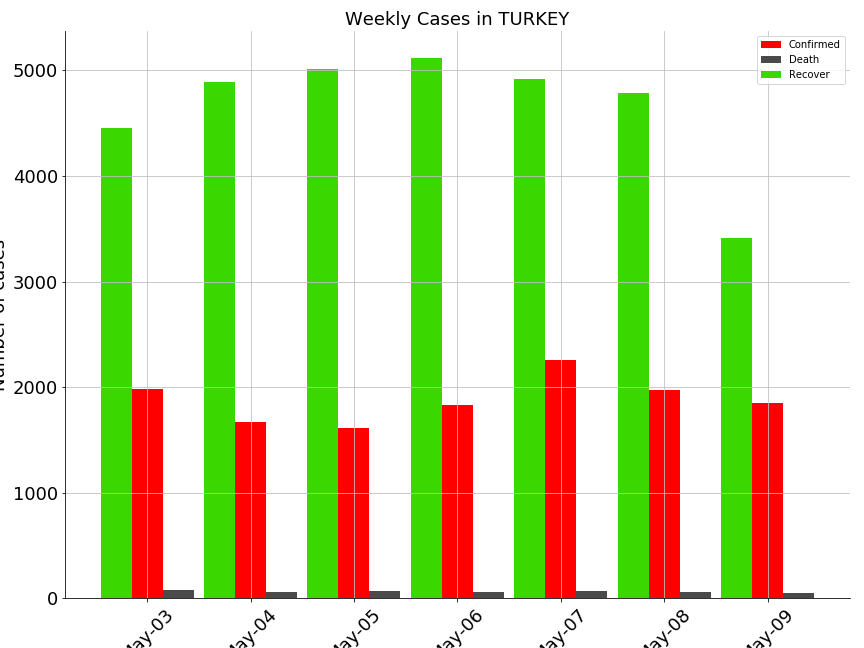 Weekly Cases in TURKEY
Confirmed
Death
Recover
5000
4000
3000
2000
1000
0
May-03
May-04
May-05
May-06
May-07
May-08
May-09
Number of cases